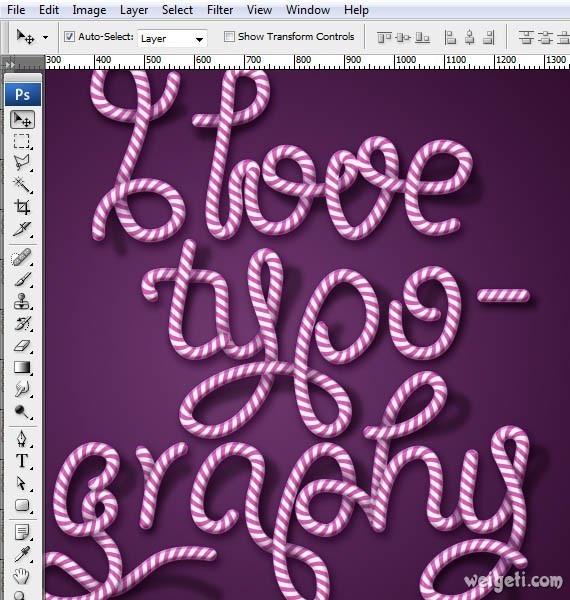 File Edit Image Layer Select Filter View Window Help
Auto-Select: Layer Show Transform Controls
300 400 500 600 700 800 900 1000 1100 1200 1300
Ps
I love
typo-
graphy
T
weigeti.com